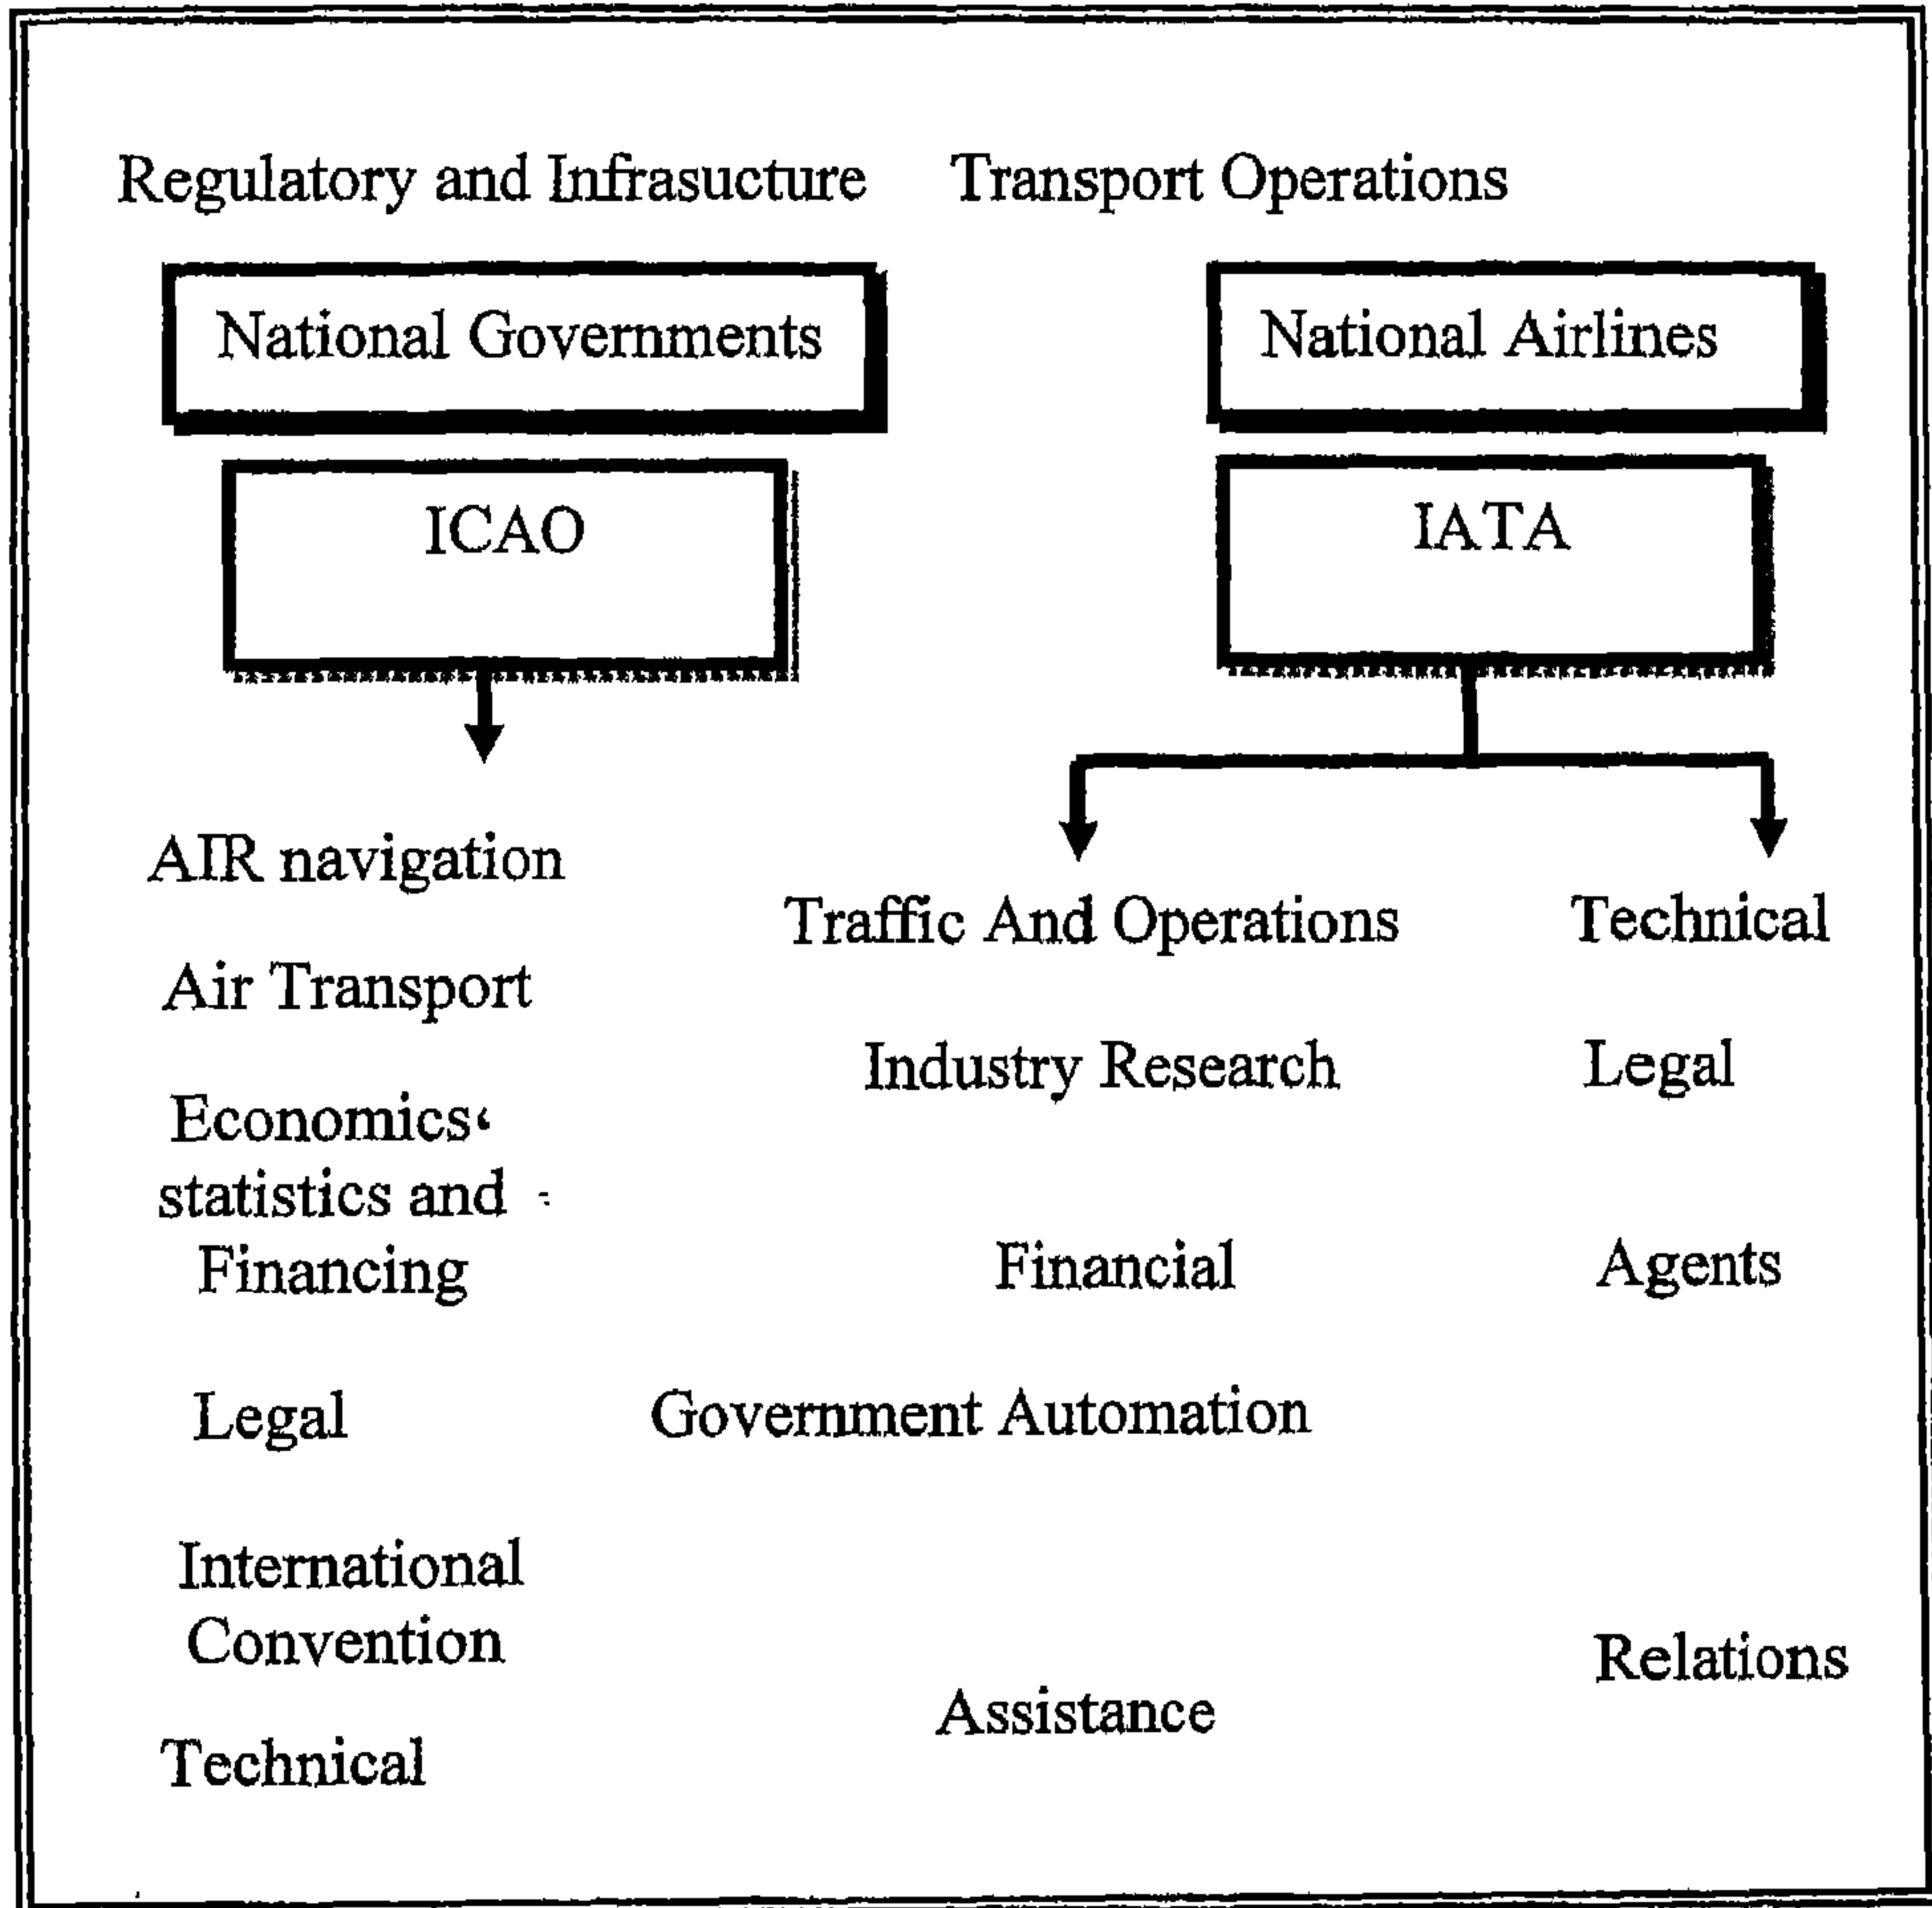 Regulatory and Infrasucture
Transport Operations
National Governments
National Airlines
ICAO
IATA
AIR navigation
Air Transport
Economics،
statistics and
Financing
Legal
International
Convention
Technical
Traffic And Operations
Technical
Industry Research
Legal
Financial
Agents
Government Automation
Relations
Assistance